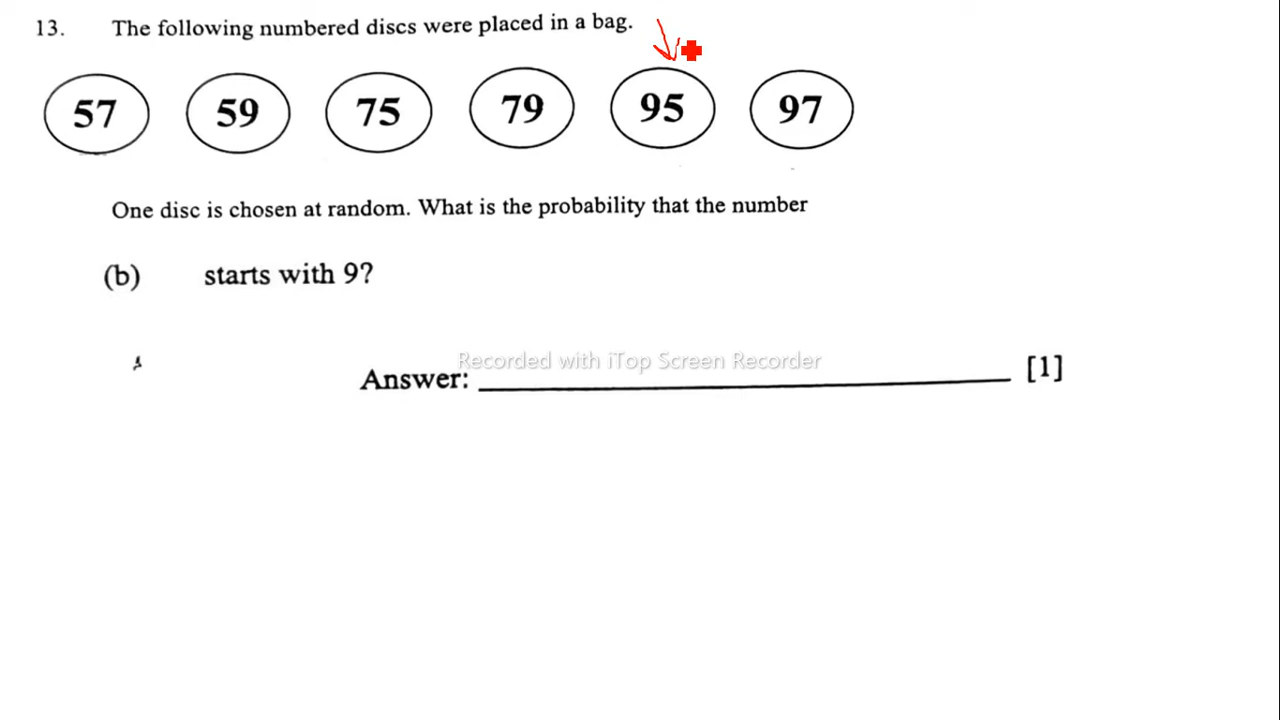 13. The following numbered discs were placed in a bag.
57 59 75 79 95 97
One disc is chosen at random. What is the probability that the number
(b) starts with 9?
Recorded with iTop Screen Recorder
Answer: [1]